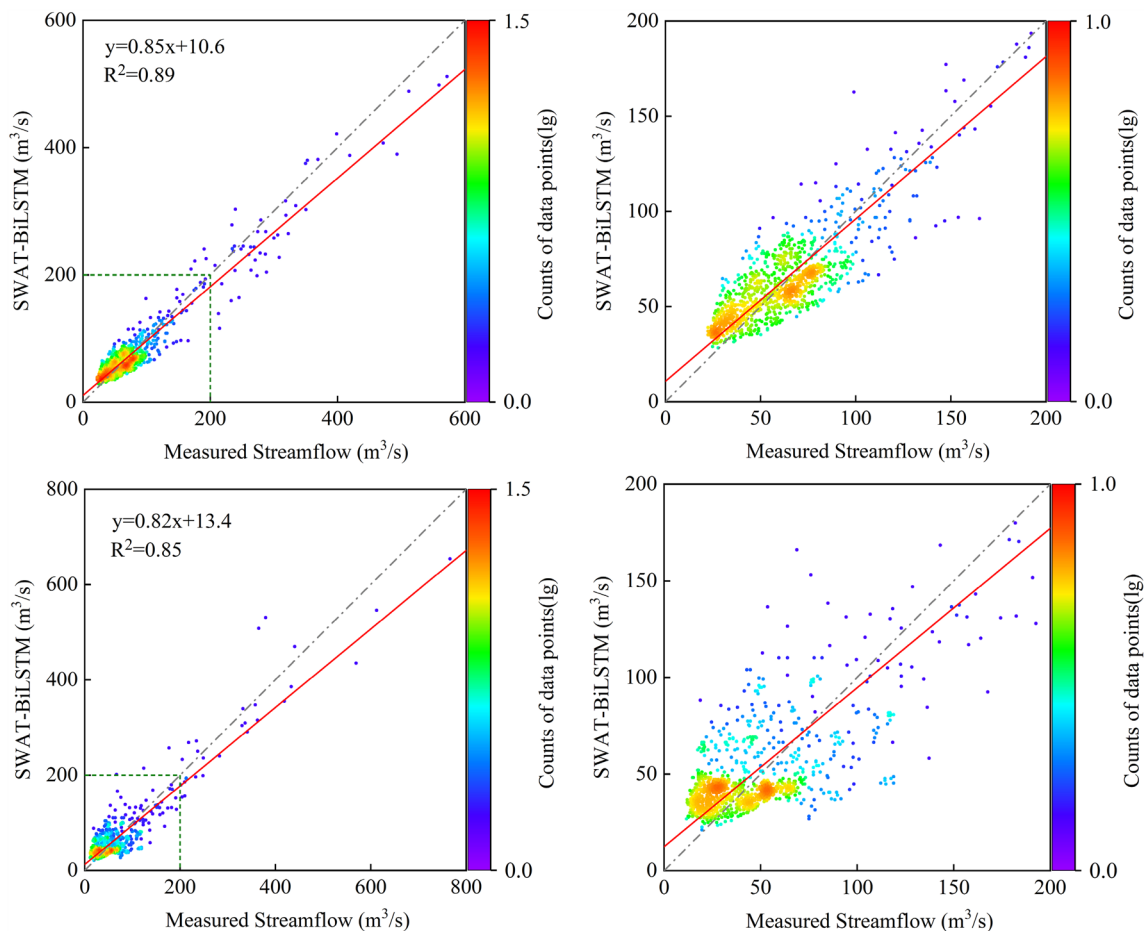 y=0.85x+10.6
R²=0.89
600
400
200
0
SWAT-BiLSTM (m³/s)
0
200
400
600
Measured Streamflow (m³/s)
1.5
0.0
Counts of data points(lg)
200
150
100
50
0
SWAT-BiLSTM (m³/s)
0
50
100
150
200
Measured Streamflow (m³/s)
1.0
0.0
Counts of data points(lg)
y=0.82x+13.4
R²=0.85
800
600
400
200
0
SWAT-BiLSTM (m³/s)
0
200
400
600
800
Measured Streamflow (m³/s)
1.5
0.0
Counts of data points(lg)
200
150
100
50
0
SWAT-BiLSTM (m³/s)
0
50
100
150
200
Measured Streamflow (m³/s)
1.0
0.0
Counts of data points(lg)